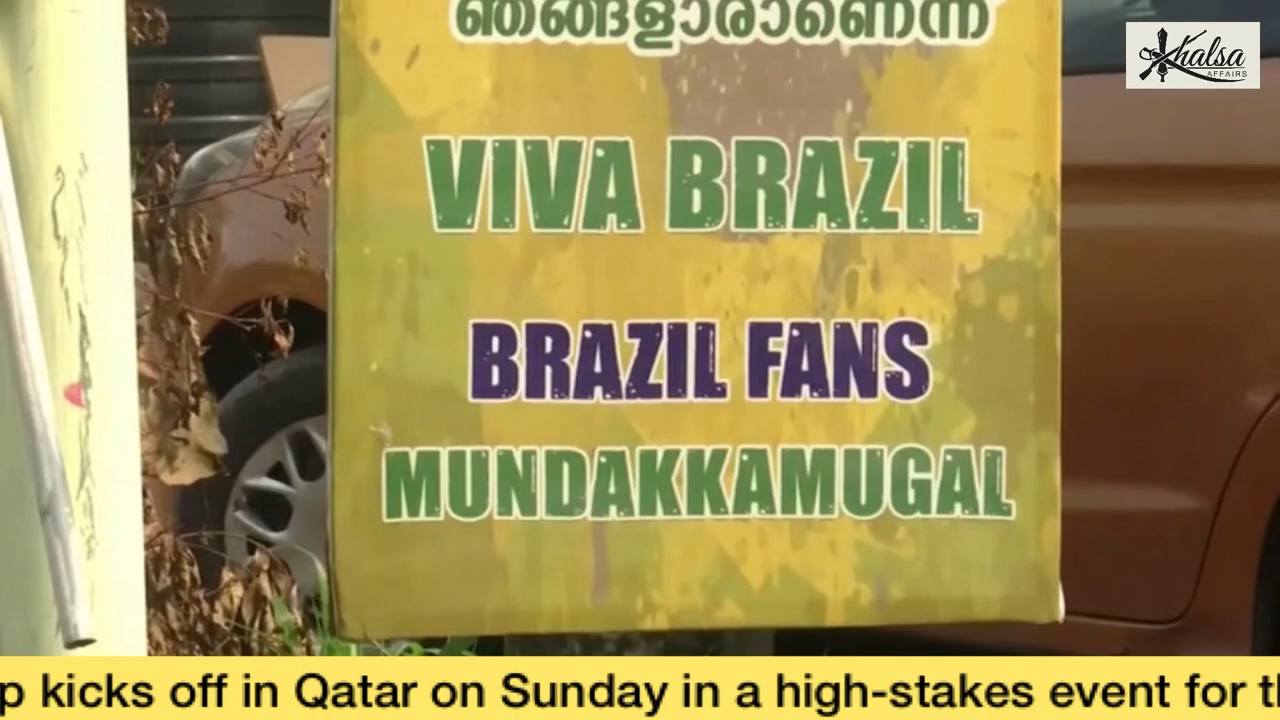 ഞങ്ങളാരാണെന്ന്
Khalsa
AFFAIRS
VIVA BRAZIL
BRAZIL FANS
MUNDAKKAMUGAL
p kicks off in Qatar on Sunday in a high-stakes event for th